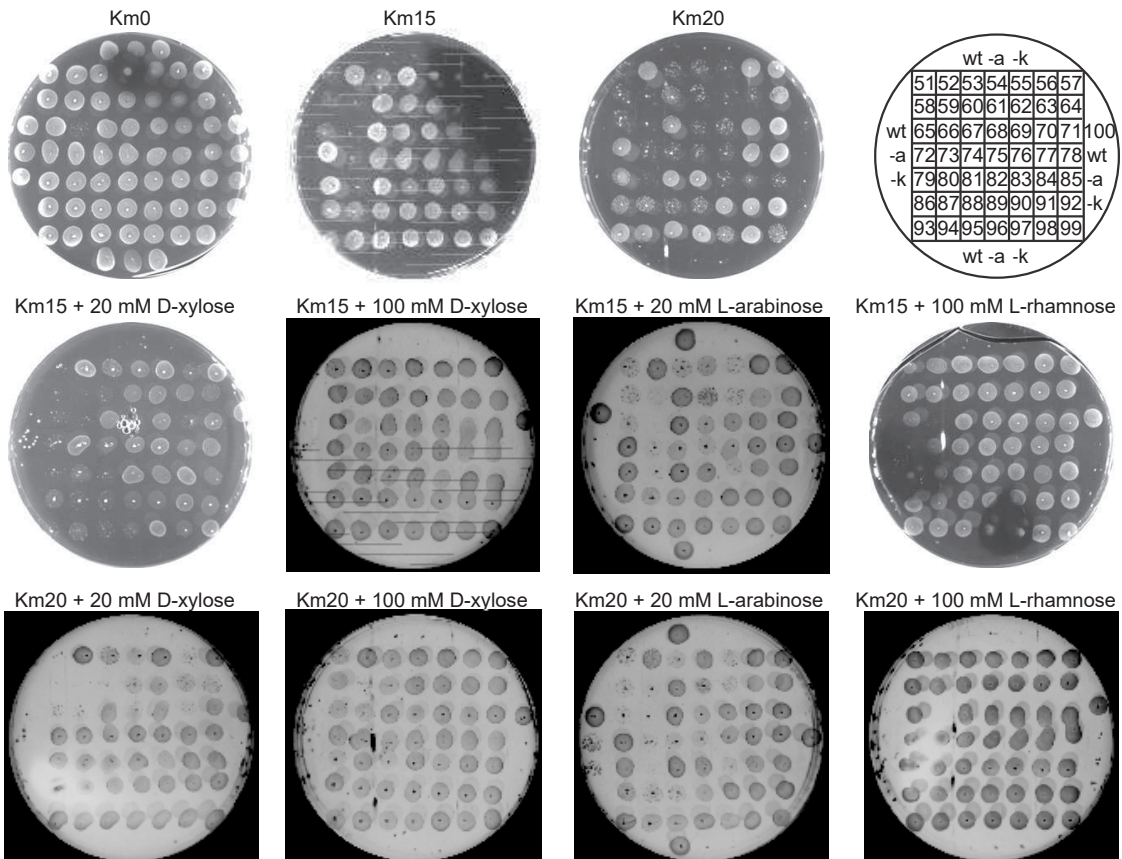 Km0
Km15
Km20
wt -a -k
51 52 53 54 55 56 57
58 59 60 61 62 63 64
wt 65 66 67 68 69 70 71 100
-a 72 73 74 75 76 77 78 wt
-k 79 80 81 82 83 84 85 -a
86 87 88 89 90 91 92 -k
93 94 95 96 97 98 99
wt -a -k
Km15 + 20 mM D-xylose
Km15 + 100 mM D-xylose
Km15 + 20 mM L-arabinose
Km15 + 100 mM L-rhamnose
Km20 + 20 mM D-xylose
Km20 + 100 mM D-xylose
Km20 + 20 mM L-arabinose
Km20 + 100 mM L-rhamnose